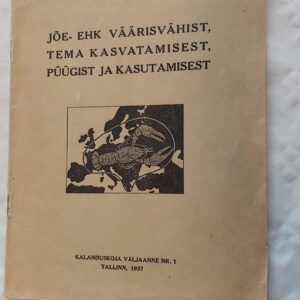 JÕE- EHK VÄÄRISVÄHIST,
TEMA KASVATAMISEST,
PÜÜGIST JA KASUTAMISEST
KALANDUSKOJA VÄLJAANNE NR. 1
TALLINN, 1937